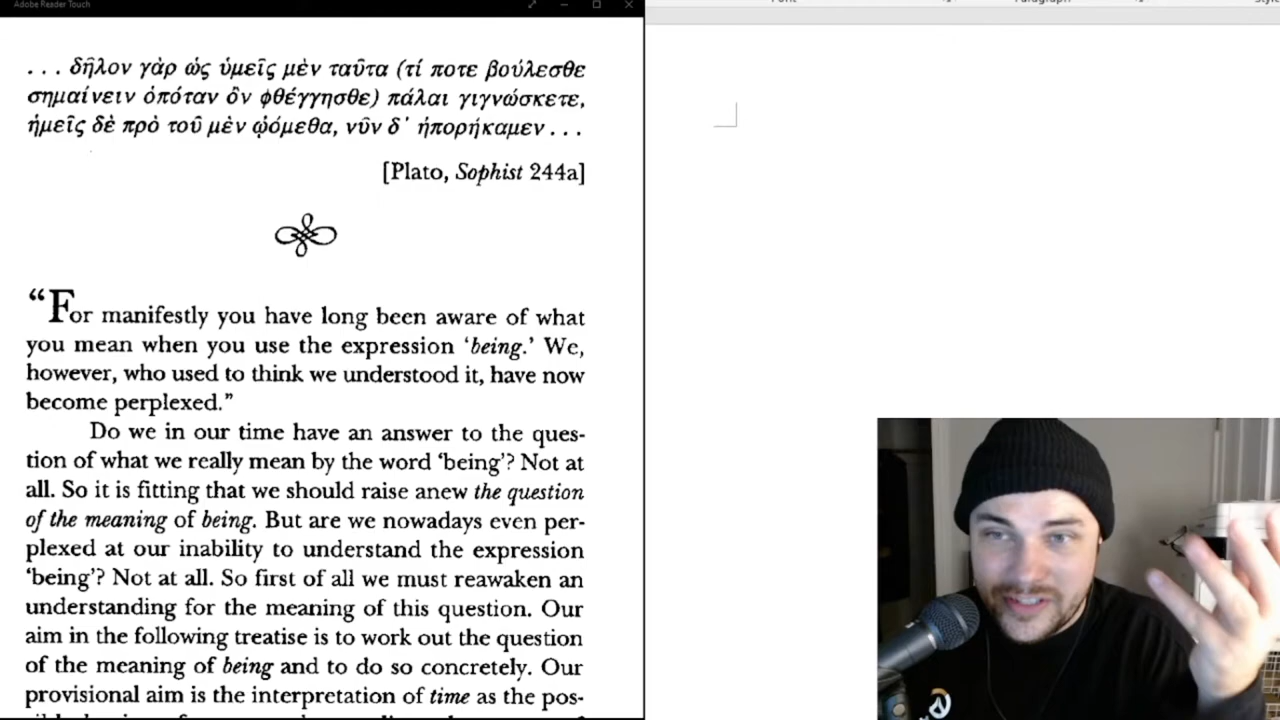 Adobe Reader Touch
. . . δῆλον γὰρ ὡς ὑμεῖς μὲν ταῦτα (τί ποτε βούλεσθε
σημαίνειν ὁπόταν ὂν φθέγγησθε) πάλαι γιγνώσκετε,
ἡμεῖς δὲ πρὸ τοῦ μὲν ᾠόμεθα, νῦν δ' ἠπορήκαμεν . . .
[Plato, Sophist 244a]
“For manifestly you have long been aware of what
you mean when you use the expression ‘being.’ We,
however, who used to think we understood it, have now
become perplexed.”
Do we in our time have an answer to the ques-
tion of what we really mean by the word ‘being’? Not at
all. So it is fitting that we should raise anew the question
of the meaning of being. But are we nowadays even per-
plexed at our inability to understand the expression
‘being’? Not at all. So first of all we must reawaken an
understanding for the meaning of this question. Our
aim in the following treatise is to work out the question
of the meaning of being and to do so concretely. Our
provisional aim is the interpretation of time as the pos-